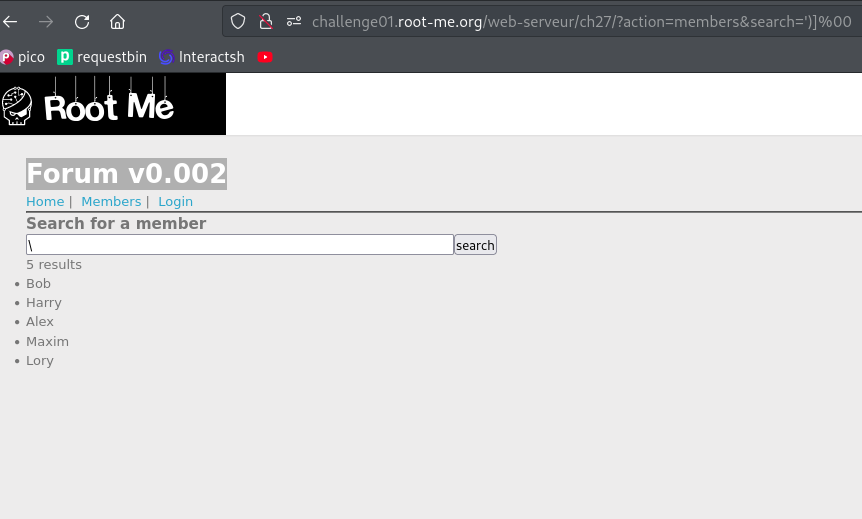 challenge01.root-me.org/web-serveur/ch27/?action=members&search=')]%00
pico requestbin Interactsh
Root Me
Forum v0.002
Home | Members | Login
Search for a member
\ search
5 results
Bob
Harry
Alex
Maxim
Lory